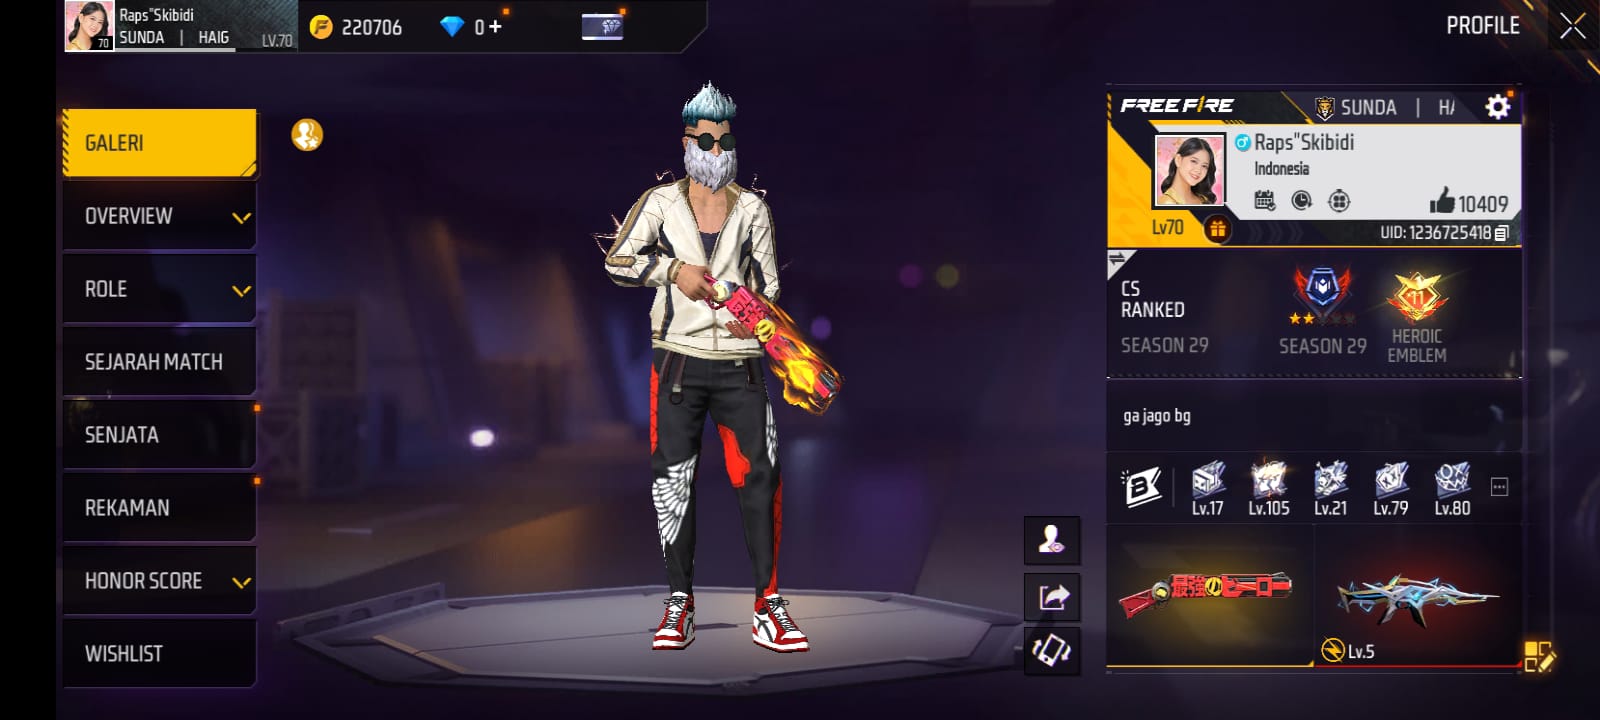 Raps"Skibidi
SUNDA | HAIG
LV.70
70
220706
0+
PROFILE
GALERI
OVERVIEW
ROLE
SEJARAH MATCH
SENJATA
REKAMAN
HONOR SCORE
WISHLIST
FREE FIRE
SUNDA | HA
Raps"Skibidi
Indonesia
10409
Lv70
UID: 1236725418
CS
RANKED
SEASON 29
SEASON 29
11
HEROIC
EMBLEM
ga jago bg
B
Lv.17
Lv.105
Lv.21
Lv.79
Lv.80
最強のヒーロー
Lv.5